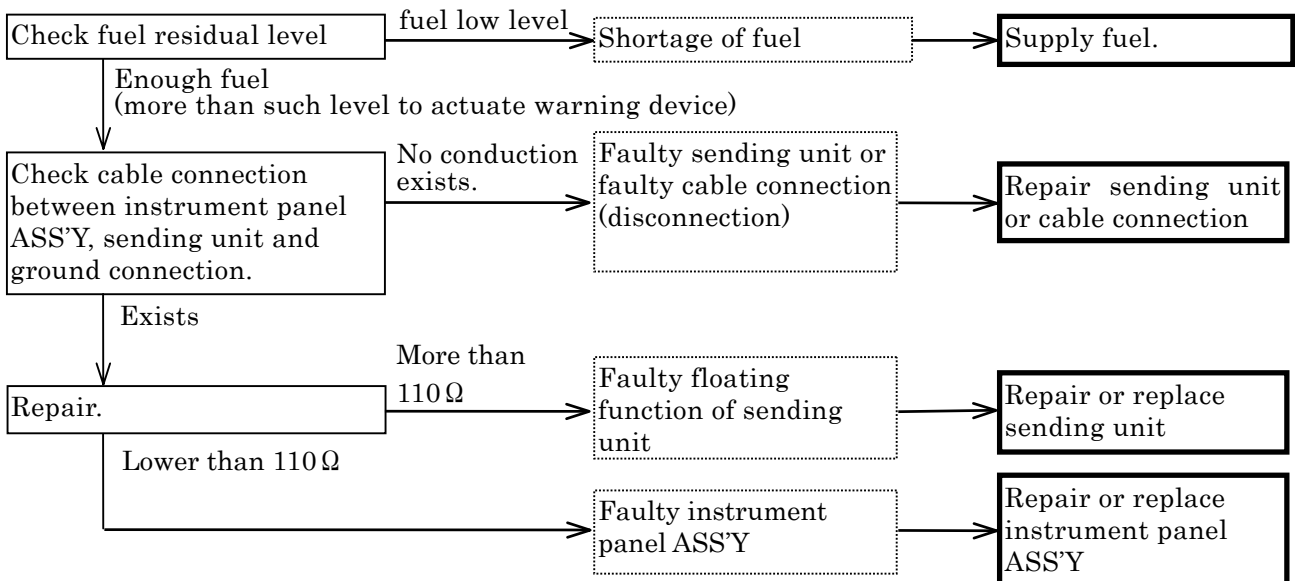 Check fuel residual level
fuel low level
Shortage of fuel
Supply fuel.
Enough fuel
(more than such level to actuate warning device)
Check cable connection
between instrument panel
ASS'Y, sending unit and
ground connection.
No conduction
exists.
Faulty sending unit or
faulty cable connection
(disconnection)
Repair sending unit
or cable connection
Exists
Repair.
More than
110Ω
Faulty floating
function of sending
unit
Repair or replace
sending unit
Lower than 110Ω
Faulty instrument
panel ASS'Y
Repair or replace
instrument panel
ASS'Y